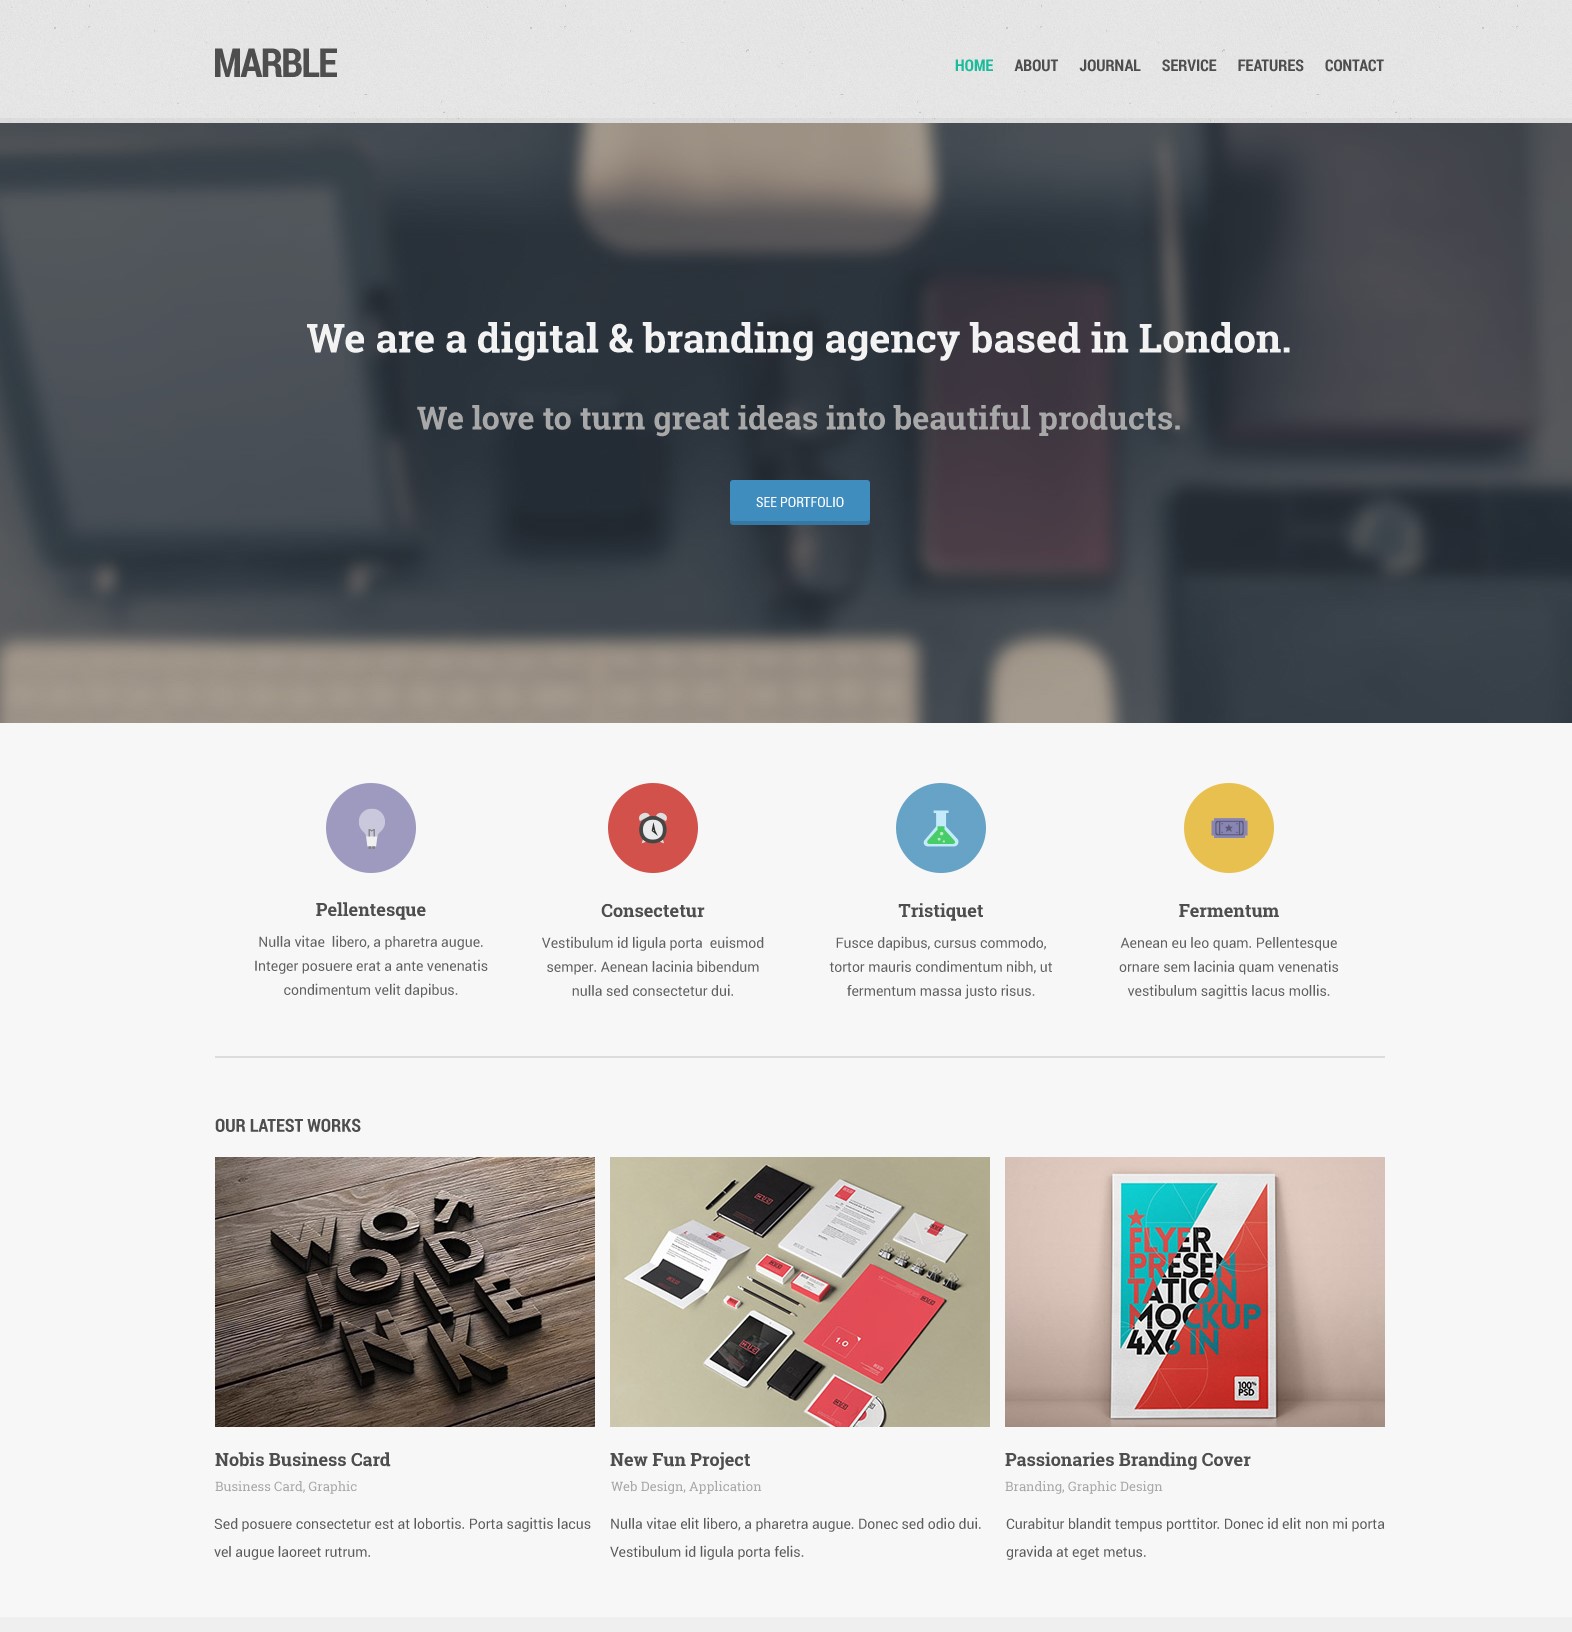 MARBLE
HOME ABOUT JOURNAL SERVICE FEATURES CONTACT
We are a digital & branding agency based in London.
We love to turn great ideas into beautiful products.
SEE PORTFOLIO
Pellentesque
Nulla vitae libero, a pharetra augue.
Integer posuere erat a ante venenatis
condimentum velit dapibus.
Consectetur
Vestibulum id ligula porta euismod
semper. Aenean lacinia bibendum
nulla sed consectetur dui.
Tristiquet
Fusce dapibus, cursus commodo,
tortor mauris condimentum nibh, ut
fermentum massa justo risus.
Fermentum
Aenean eu leo quam. Pellentesque
ornare sem lacinia quam venenatis
vestibulum sagittis lacus mollis.
OUR LATEST WORKS
WO
IOD
NK
1.0
FLYER
PRESEN
TATION
MOCKUP
4X6 IN
100%
PSD
Nobis Business Card
Business Card, Graphic
Sed posuere consectetur est at lobortis. Porta sagittis lacus
vel augue laoreet rutrum.
New Fun Project
Web Design, Application
Nulla vitae elit libero, a pharetra augue. Donec sed odio dui.
Vestibulum id ligula porta felis.
Passionaries Branding Cover
Branding, Graphic Design
Curabitur blandit tempus porttitor. Donec id elit non mi porta
gravida at eget metus.